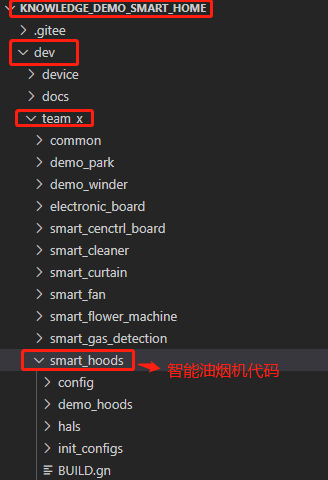 KNOWLEDGE_DEMO_SMART_HOME
.gitee
dev
device
docs
team_x
common
demo_park
demo_winder
electronic_board
smart_cenctrl_board
smart_cleaner
smart_curtain
smart_fan
smart_flower_machine
smart_gas_detection
smart_hoods
智能油烟机代码
config
demo_hoods
hals
init_configs
BUILD.gn